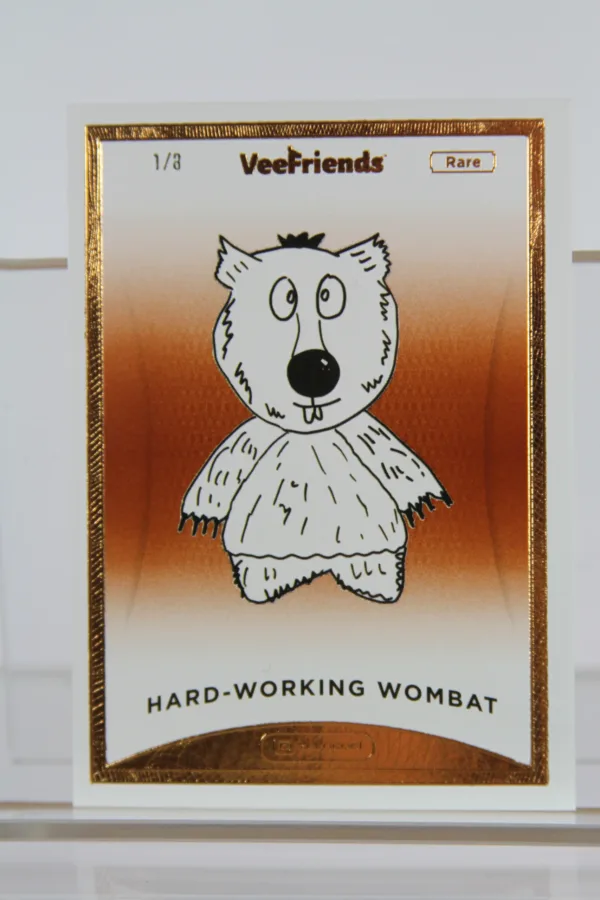 1/8
VeeFriends
Rare
HARD-WORKING WOMBAT